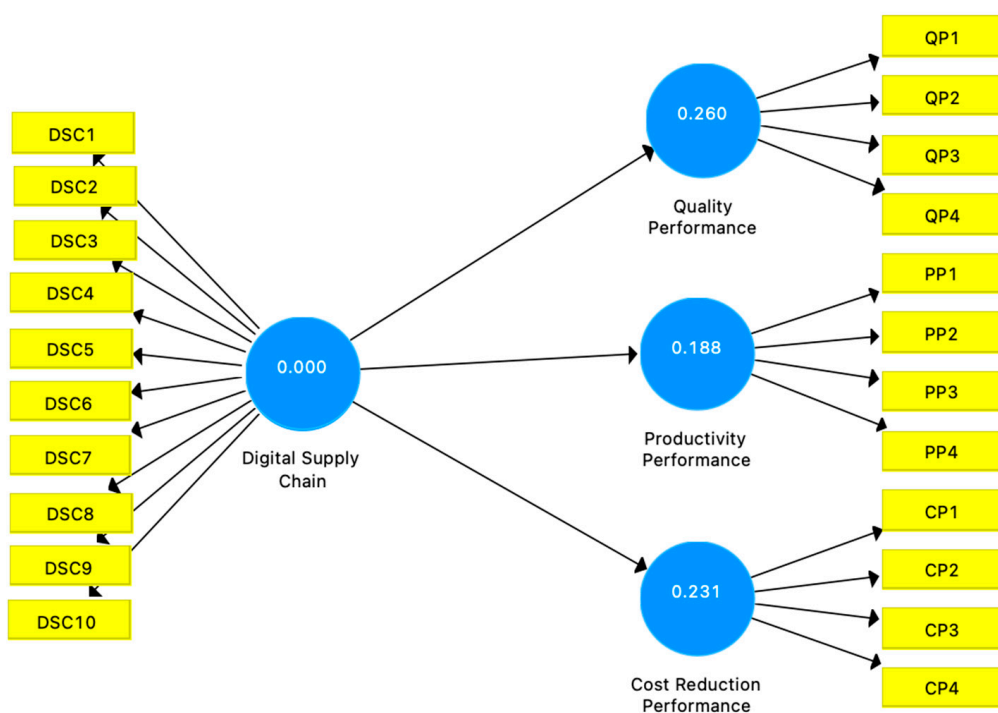 DSC1
DSC2
DSC3
DSC4
DSC5
DSC6
DSC7
DSC8
DSC9
DSC10
0.000
Digital Supply
Chain
0.260
Quality
Performance
0.188
Productivity
Performance
0.231
Cost Reduction
Performance
QP1
QP2
QP3
QP4
PP1
PP2
PP3
PP4
CP1
CP2
CP3
CP4